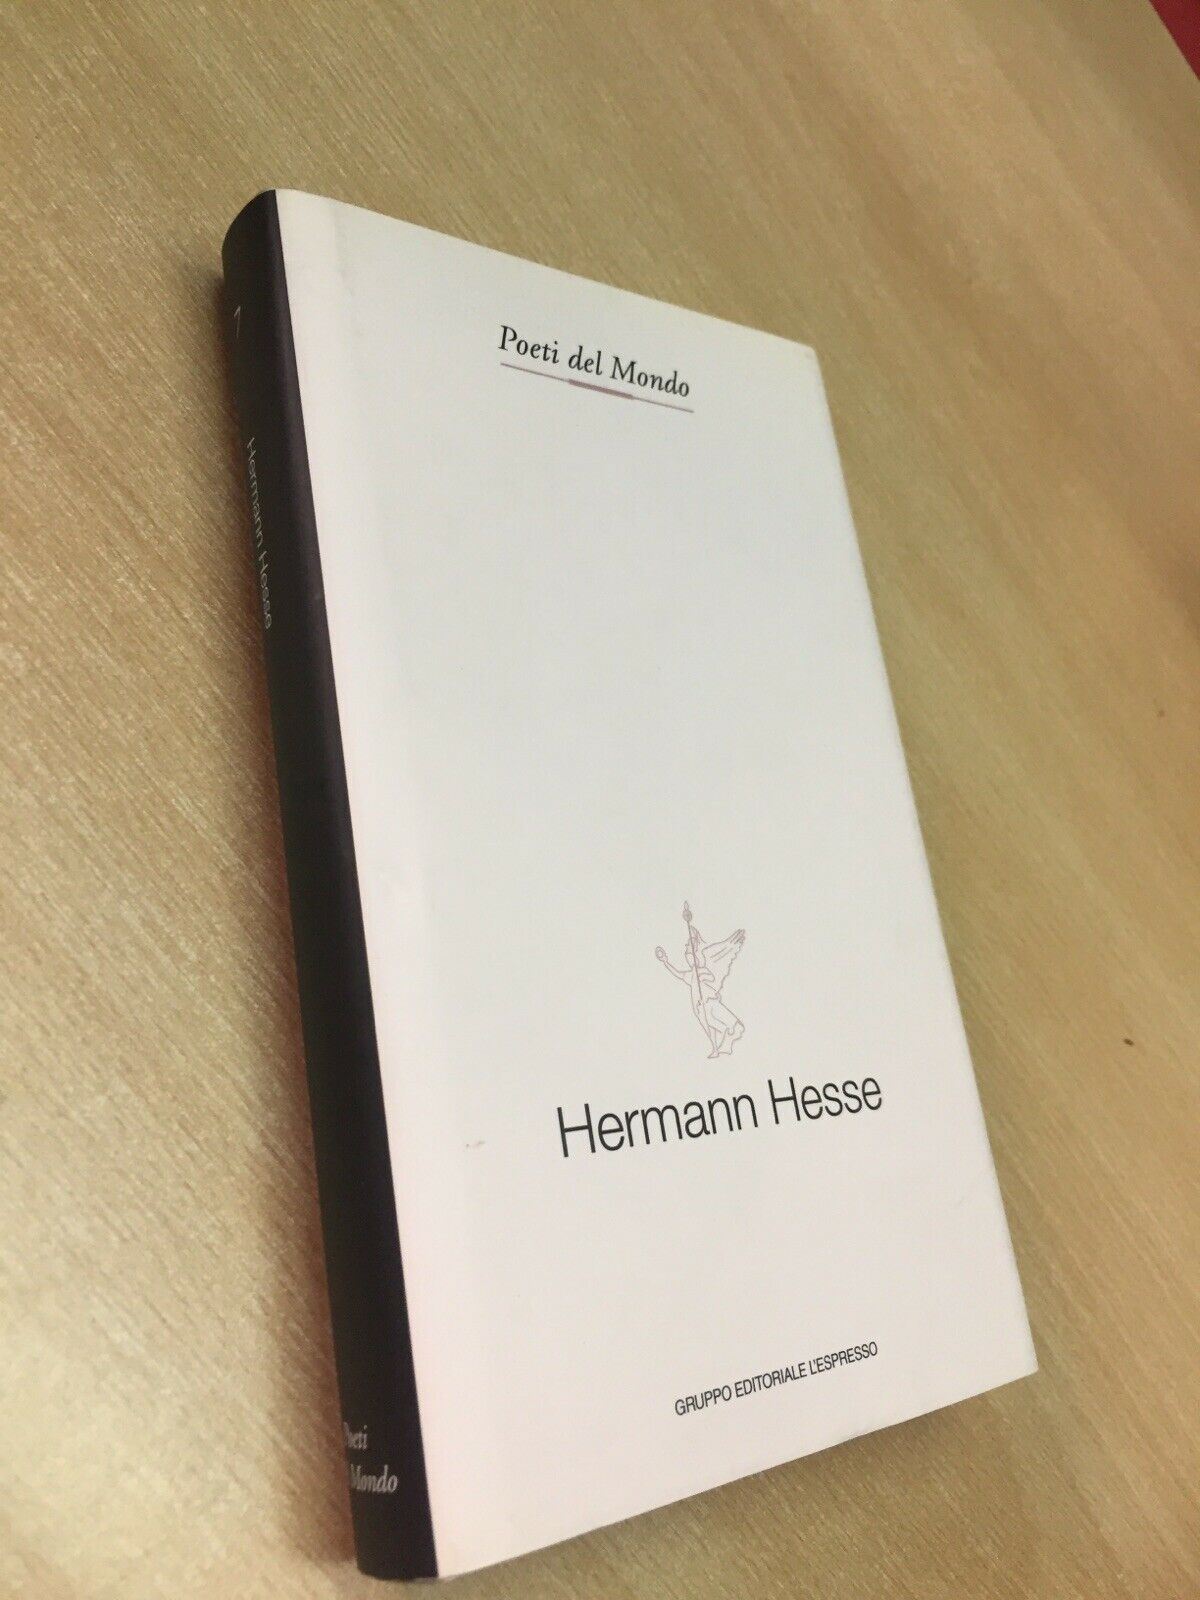 Poeti del Mondo
Hermann Hesse
GRUPPO EDITORIALE L'ESPRESSO
Hermann Hesse
Poeti
Mondo